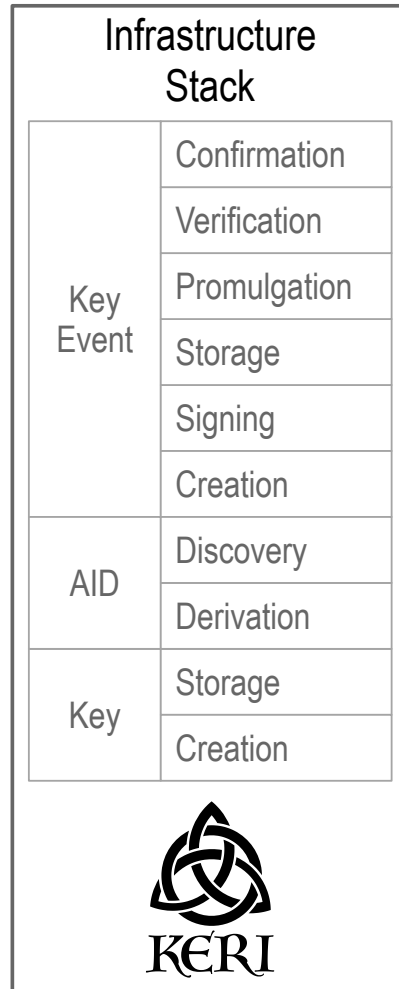 Infrastructure
Stack
Key
Event
Confirmation
Verification
Promulgation
Storage
Signing
Creation
AID
Discovery
Derivation
Key
Storage
Creation
KERI